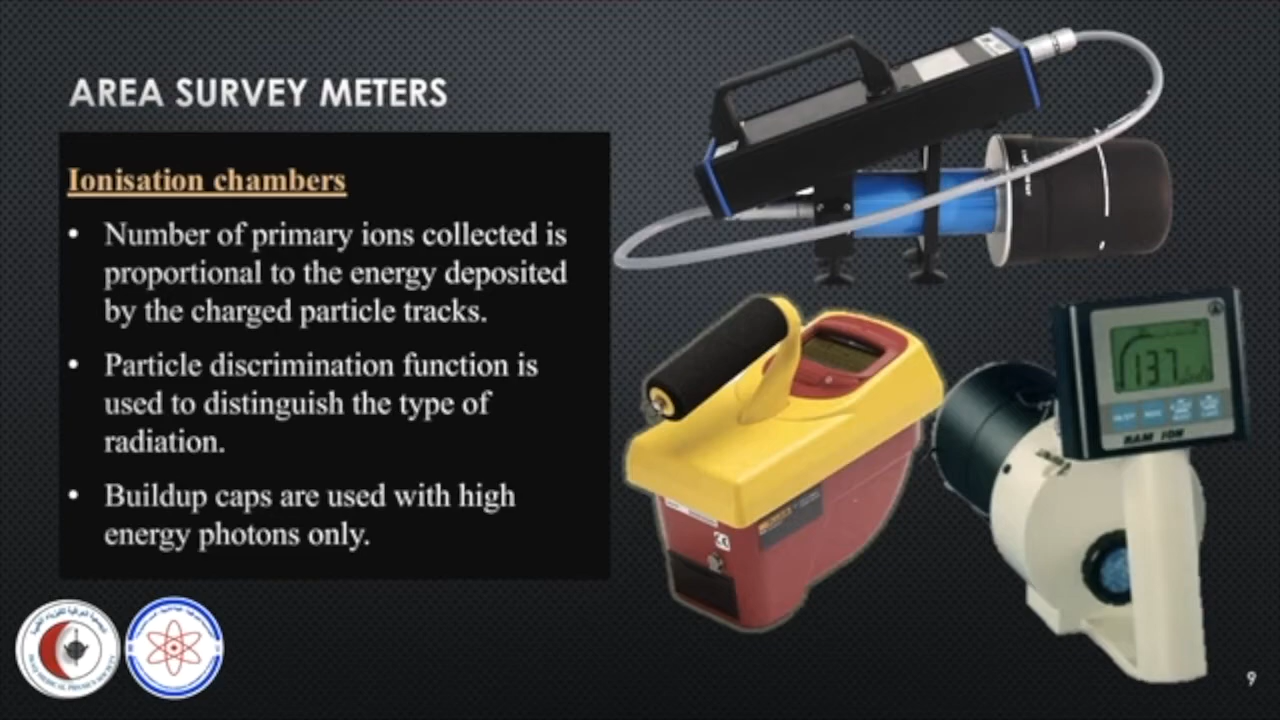 AREA SURVEY METERS
Ionisation chambers
• Number of primary ions collected is
proportional to the energy deposited
by the charged particle tracks.
• Particle discrimination function is
used to distinguish the type of
radiation.
• Buildup caps are used with high
energy photons only.
137
RAM ION
9